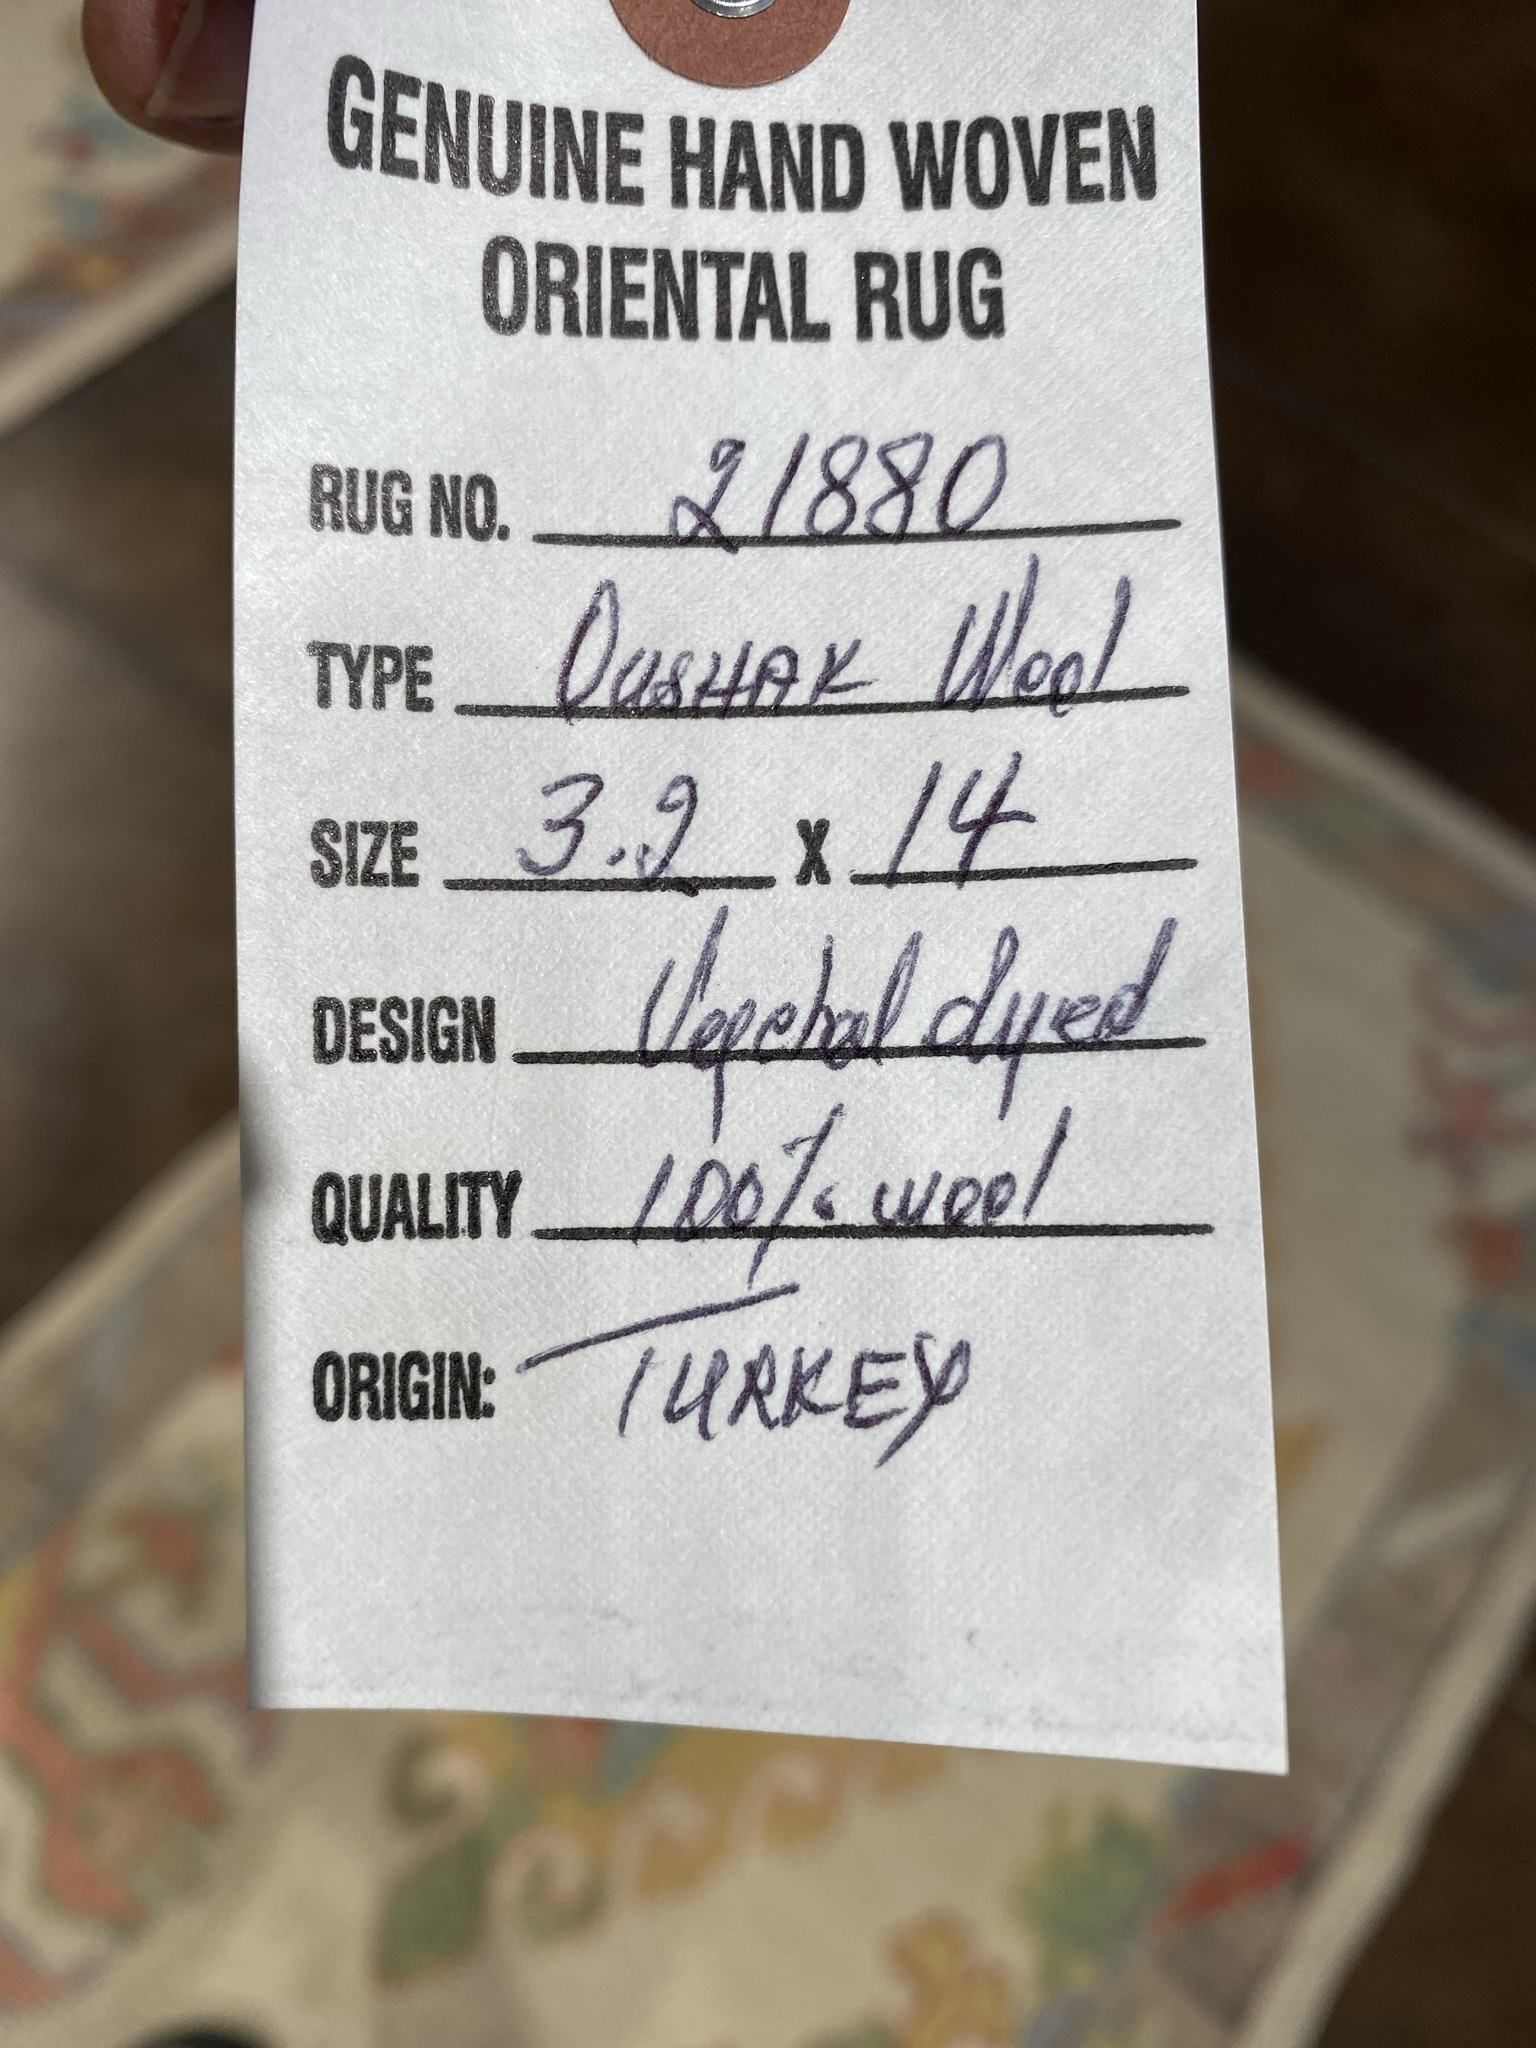 GENUINE HAND WOVEN
ORIENTAL RUG
RUG NO. 21880
TYPE OUSHAK Wool
SIZE 3.2 X 14
DESIGN Vegetal dyed
QUALITY 100% wool
ORIGIN: TURKEY